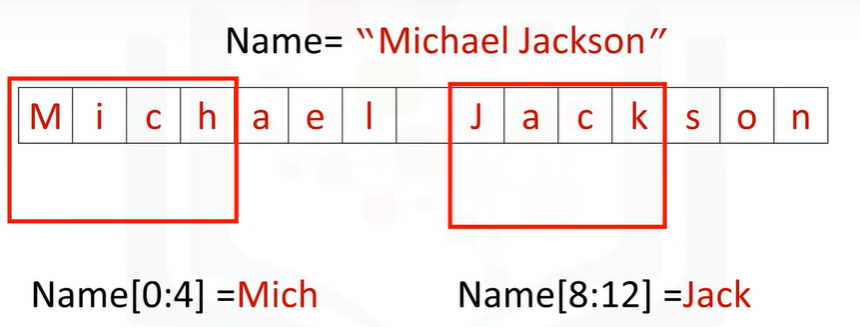 Name= “Michael Jackson”
M i c h a e l J a c k s o n
Name[0:4] =Mich Name[8:12] =Jack